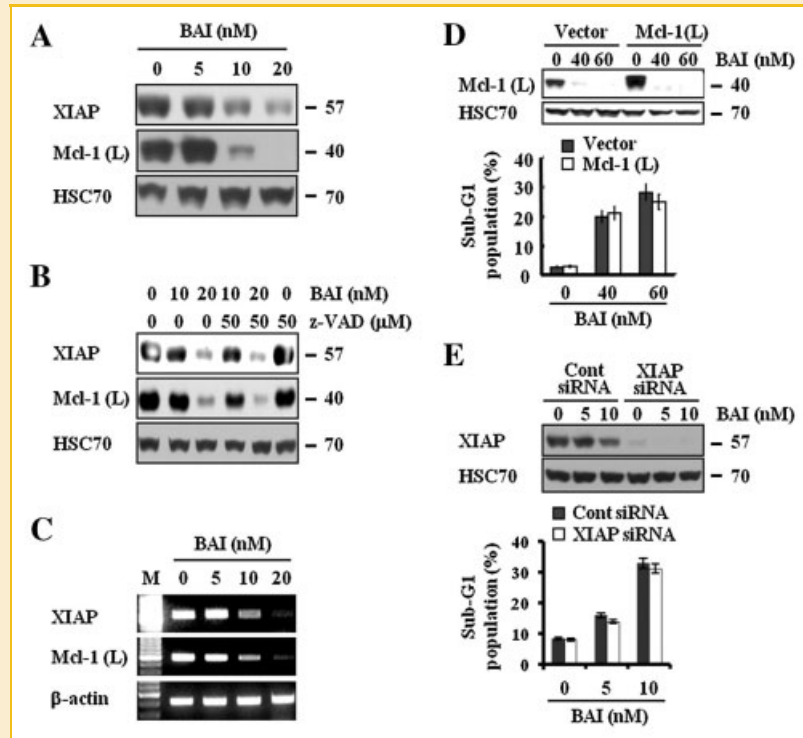 A
BAI (nM)
0 5 10 20
XIAP – 57
Mcl-1 (L) – 40
HSC70 – 70
B
0 10 20 10 20 0 BAI (nM)
0 0 0 50 50 50 z-VAD (μM)
XIAP – 57
Mcl-1 (L) – 40
HSC70 – 70
C
BAI (nM)
M 0 5 10 20
XIAP
Mcl-1 (L)
β-actin
D
Vector Mcl-1(L)
0 40 60 0 40 60 BAI (nM)
Mcl-1 (L) – 40
HSC70 – 70
Vector
Mcl-1 (L)
Sub-G1
population (%)
40
30
20
10
0
0 40 60
BAI (nM)
E
Cont
siRNA
XIAP
siRNA
0 5 10 0 5 10 BAI (nM)
XIAP – 57
HSC70 – 70
Cont siRNA
XIAP siRNA
Sub-G1
population (%)
40
30
20
10
0
0 5 10
BAI (nM)